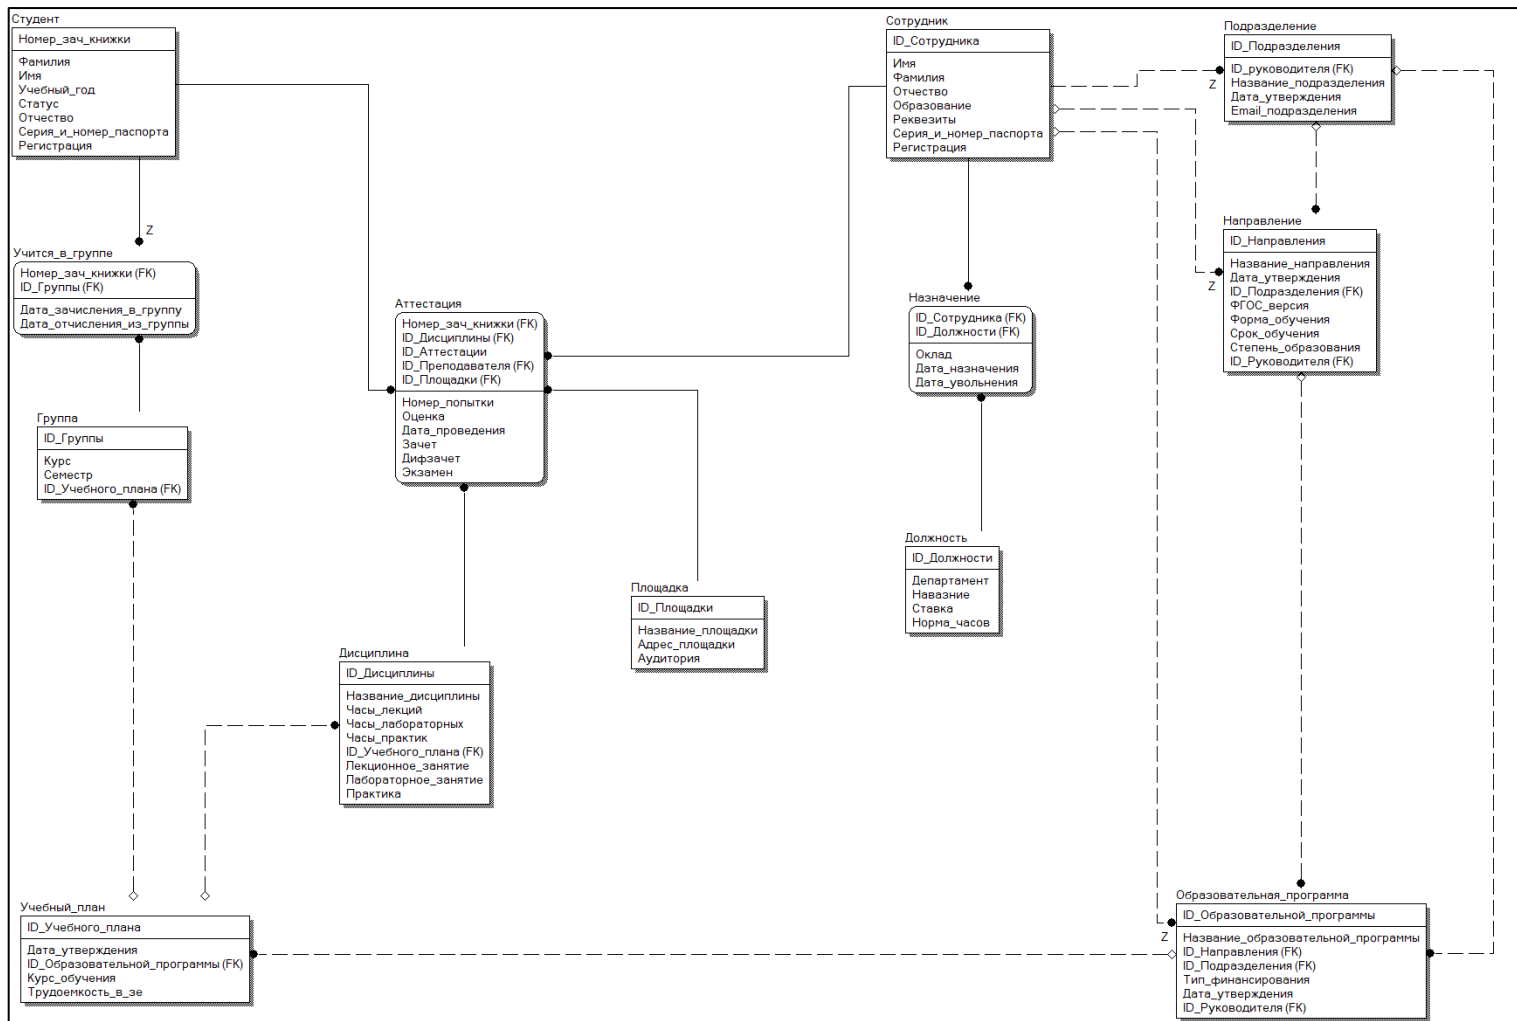 Студент
Номер_зач_книжки
Фамилия
Имя
Учебный_год
Статус
Отчество
Серия_и_номер_паспорта
Регистрация
Z
Учится_в_группе
Номер_зач_книжки (FK)
ID_Группы (FK)
Дата_зачисления_в_группу
Дата_отчисления_из_группы
Группа
ID_Группы
Курс
Семестр
ID_Учебного_плана (FK)
Аттестация
Номер_зач_книжки (FK)
ID_Дисциплины (FK)
ID_Аттестации
ID_Преподавателя (FK)
ID_Площадки (FK)
Номер_попытки
Оценка
Дата_проведения
Зачет
Дифзачет
Экзамен
Дисциплина
ID_Дисциплины
Название_дисциплины
Часы_лекций
Часы_лабораторных
Часы_практик
ID_Учебного_плана (FK)
Лекционное_занятие
Лабораторное_занятие
Практика
Площадка
ID_Площадки
Название_площадки
Адрес_площадки
Аудитория
Сотрудник
ID_Сотрудника
Имя
Фамилия
Отчество
Образование
Реквезиты
Серия_и_номер_паспорта
Регистрация
Назначение
ID_Сотрудника (FK)
ID_Должности (FK)
Оклад
Дата_назначения
Дата_увольнения
Должность
ID_Должности
Департамент
Навазние
Ставка
Норма_часов
Подразделение
ID_Подразделения
Z
ID_руководителя (FK)
Название_подразделения
Дата_утверждения
Email_подразделения
Направление
ID_Направления
Название_направления
Дата_утверждения
Z
ID_Подразделения (FK)
ФГОС_версия
Форма_обучения
Срок_обучения
Степень_образования
ID_Руководителя (FK)
Учебный_план
ID_Учебного_плана
Дата_утверждения
ID_Образовательной_программы (FK)
Курс_обучения
Трудоемкость_в_зе
Образовательная_программа
ID_Образовательной_программы
Z
Название_образовательной_программы
ID_Направления (FK)
ID_Подразделения (FK)
Тип_финансирования
Дата_утверждения
ID_Руководителя (FK)